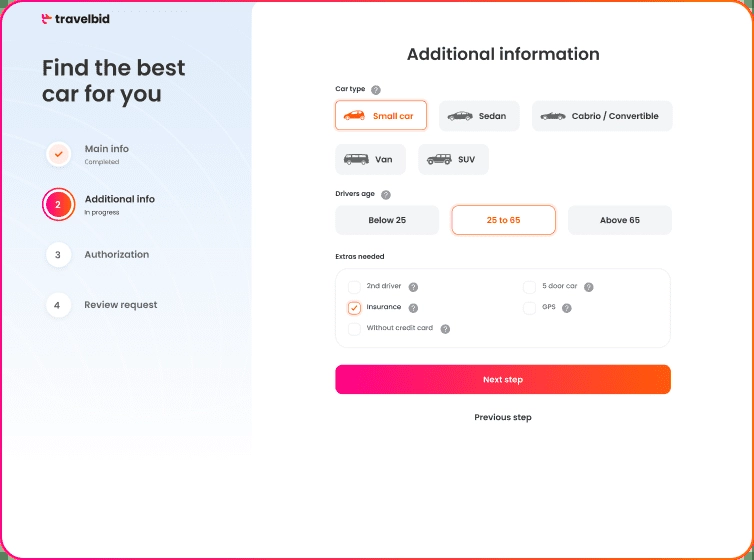 travelbid
Find the best
car for you
Main info
Completed
2
Additional info
In progress
3
Authorization
4
Review request
Additional information
Car type ?
Small car
Sedan
Cabrio / Convertible
Van
SUV
Drivers age ?
Below 25
25 to 65
Above 65
Extras needed
2nd driver ?
5 door car ?
Insurance ?
GPS ?
Without credit card ?
Next step
Previous step